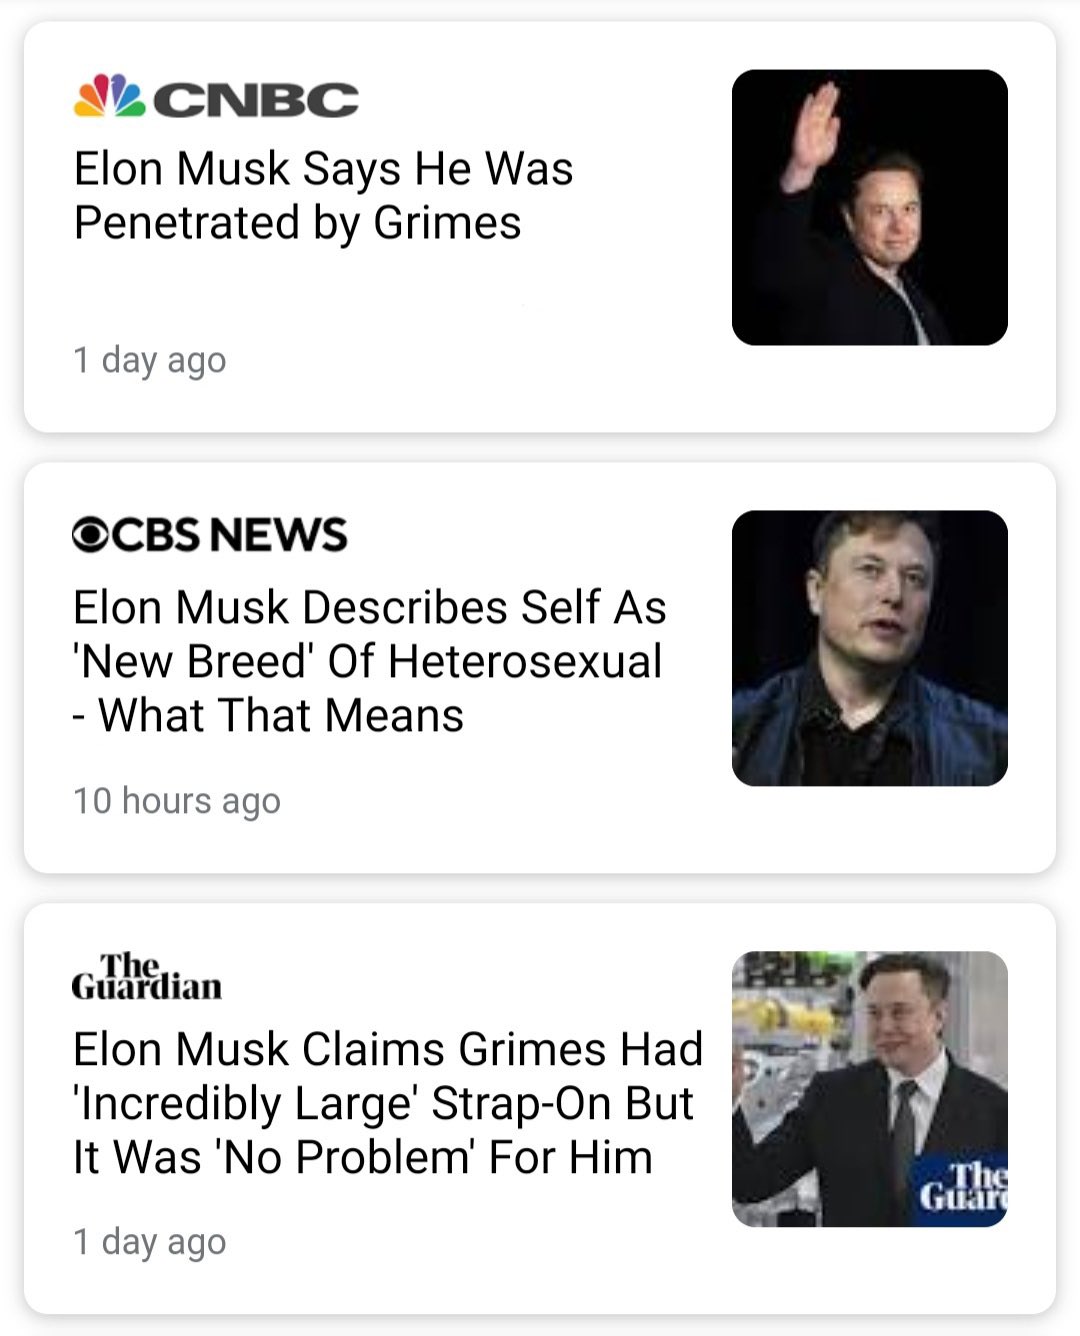 CNBC
Elon Musk Says He Was
Penetrated by Grimes
1 day ago
CBS NEWS
Elon Musk Describes Self As
'New Breed' Of Heterosexual
- What That Means
10 hours ago
The
Guardian
Elon Musk Claims Grimes Had
'Incredibly Large' Strap-On But
It Was 'No Problem' For Him
1 day ago
The
Guar